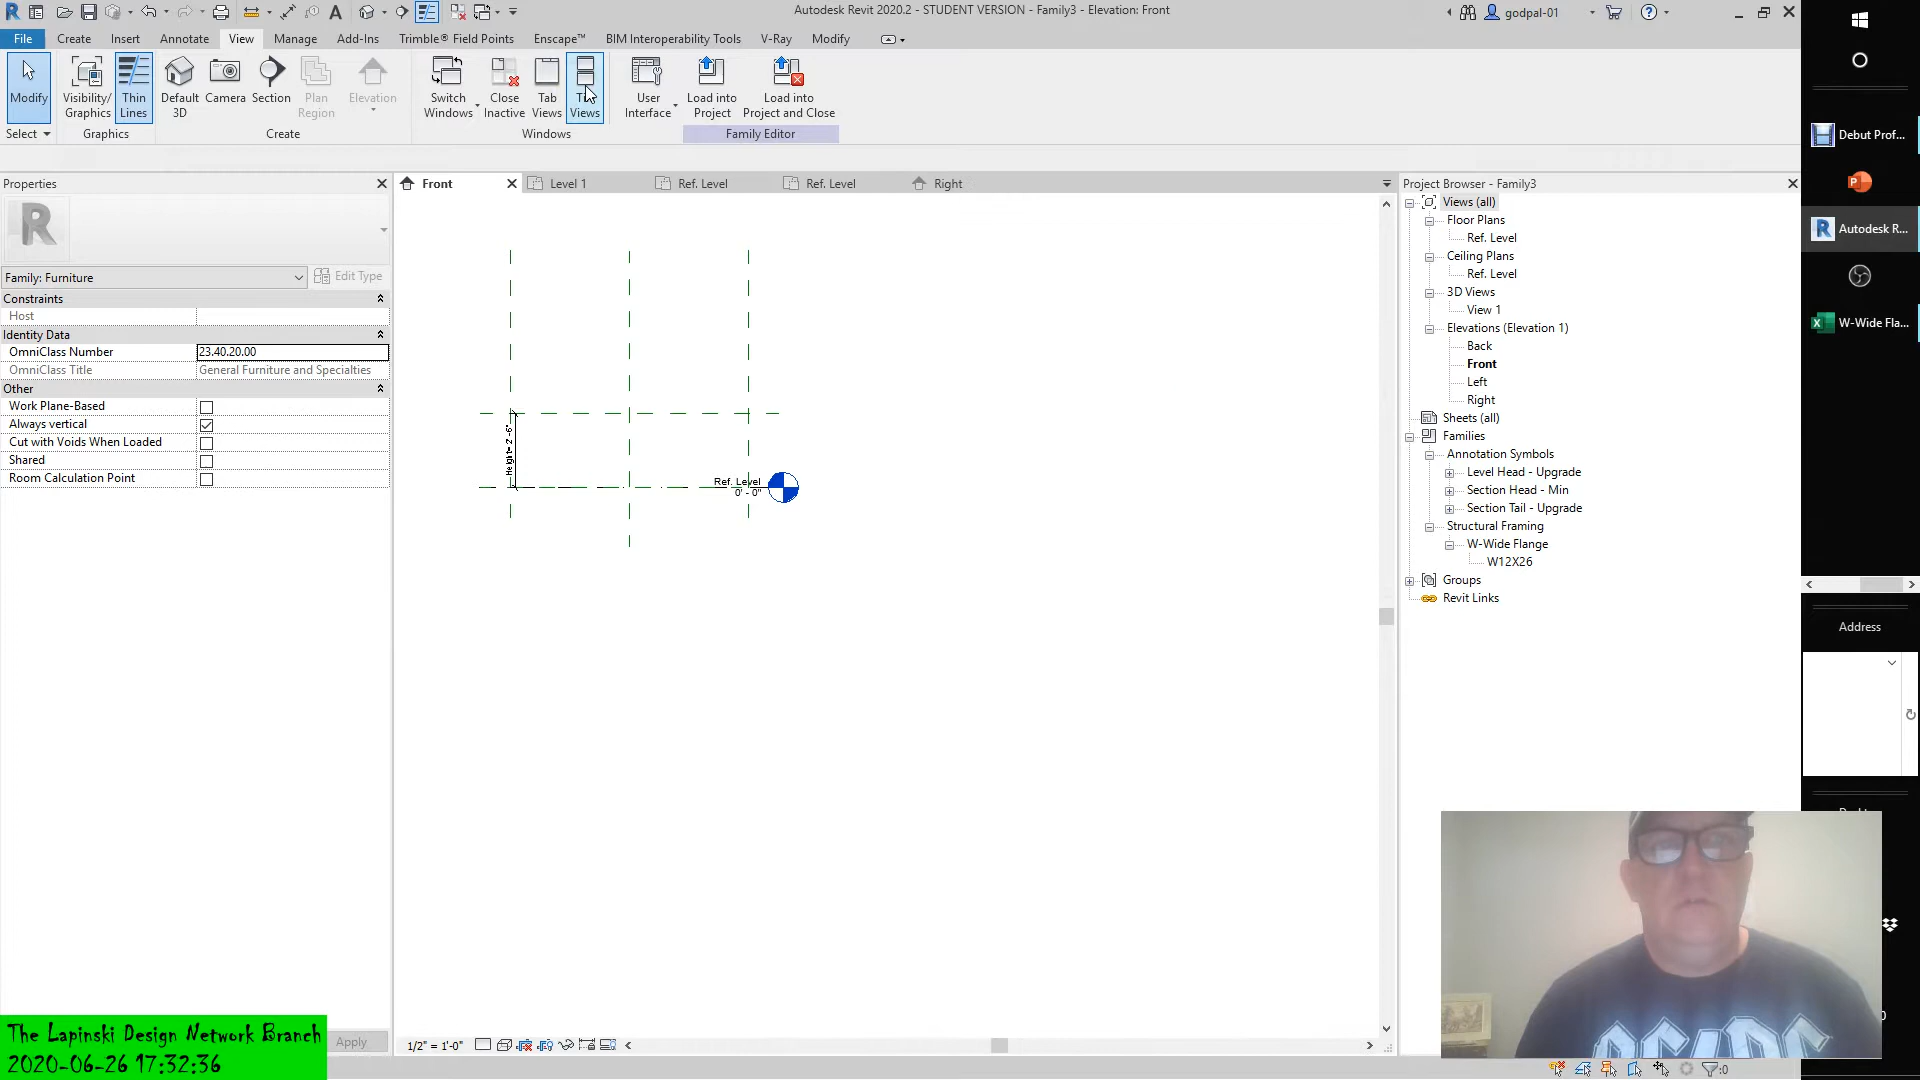 Autodesk Revit 2020.2 - STUDENT VERSION - Family3 - Elevation: Front
godpal-01
File Create Insert Annotate View Manage Add-Ins Trimble® Field Points Enscape™ BIM Interoperability Tools V-Ray Modify
Modify
Visibility/ Graphics
Thin Lines
Default 3D
Camera
Section
Plan Region
Elevation
Switch Windows
Close Inactive
Tab Views
Views
User Interface
Load into Project
Load into Project and Close
Select Graphics Create Windows Family Editor
Properties
Front
Level 1
Ref. Level
Ref. Level
Right
Project Browser - Family3
Family: Furniture
Edit Type
Constraints
Host
Identity Data
OmniClass Number 23.40.20.00
OmniClass Title General Furniture and Specialties
Other
Work Plane-Based
Always vertical
Cut with Voids When Loaded
Shared
Room Calculation Point
Height= 2' -6"
Ref. Level
0' - 0"
Views (all)
Floor Plans
Ref. Level
Ceiling Plans
Ref. Level
3D Views
View 1
Elevations (Elevation 1)
Back
Front
Left
Right
Sheets (all)
Families
Annotation Symbols
Level Head - Upgrade
Section Head - Min
Section Tail - Upgrade
Structural Framing
W-Wide Flange
W12X26
Groups
Revit Links
Debut Prof...
Autodesk R...
W-Wide Fla...
Address
AC/DC
The Lapinski Design Network Branch
2020-06-26 17:32:36
Apply
1/2" = 1'-0"
:0